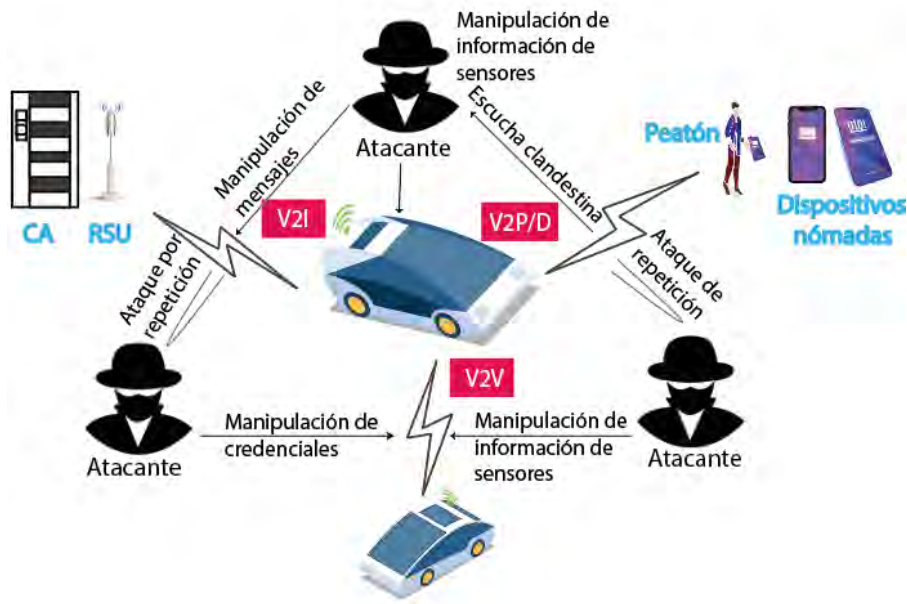 Manipulación de
información de
sensores
Atacante
Manipulación de
mensajes
Escucha clandestina
Peatón
Dispositivos
nómadas
CA
RSU
V2I
V2P/D
Ataque por
repetición
Ataque de
repetición
V2V
Atacante
Manipulación de
credenciales
Manipulación de
información de
sensores
Atacante